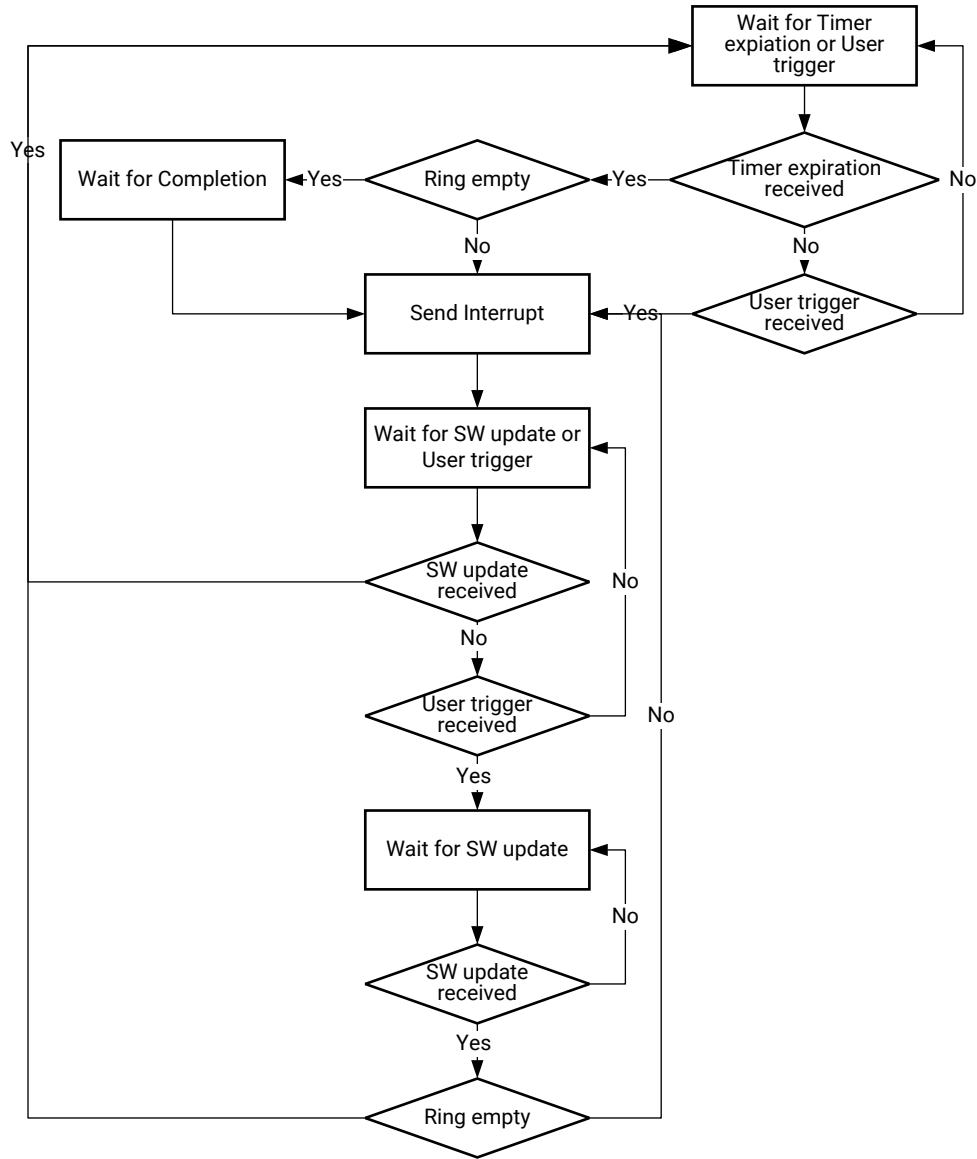 Wait for Timer
expiation or User
trigger
Yes
Wait for Completion
Yes
Ring empty
Yes
Timer expiration
received
No
No
No
Send Interrupt
Yes
User trigger
received
Wait for SW update or
User trigger
SW update
received
No
No
User trigger
received
No
Yes
Wait for SW update
No
SW update
received
Yes
Ring empty